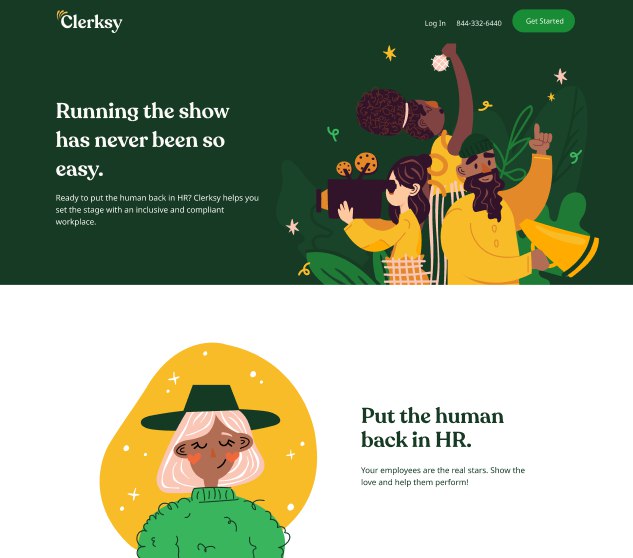 Clerksy
Log In 844-332-6440 Get Started
Running the show
has never been so
easy.
Ready to put the human back in HR? Clerksy helps you
set the stage with an inclusive and compliant
workplace.
Put the human
back in HR.
Your employees are the real stars. Show the
love and help them perform!